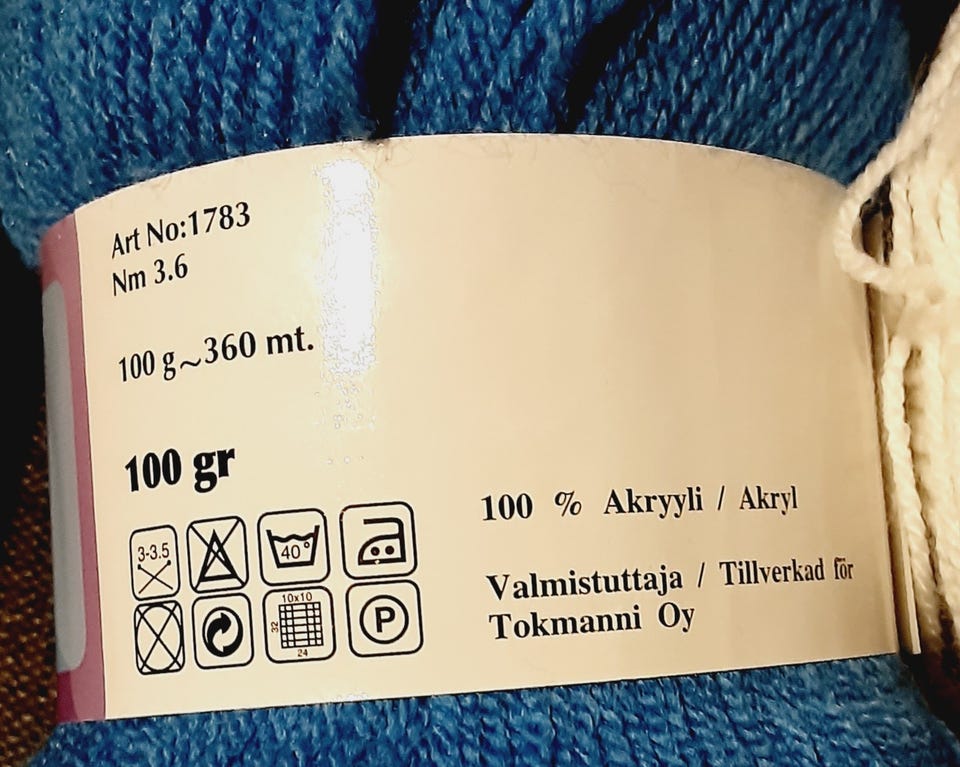 Art No:1783
Nm 3.6
100 g~360 mt.
100 gr
3-3.5
40°
P
10x10
32
24
100 % Akryyli / Akryl
Valmistuttaja / Tillverkad för
Tokmanni Oy